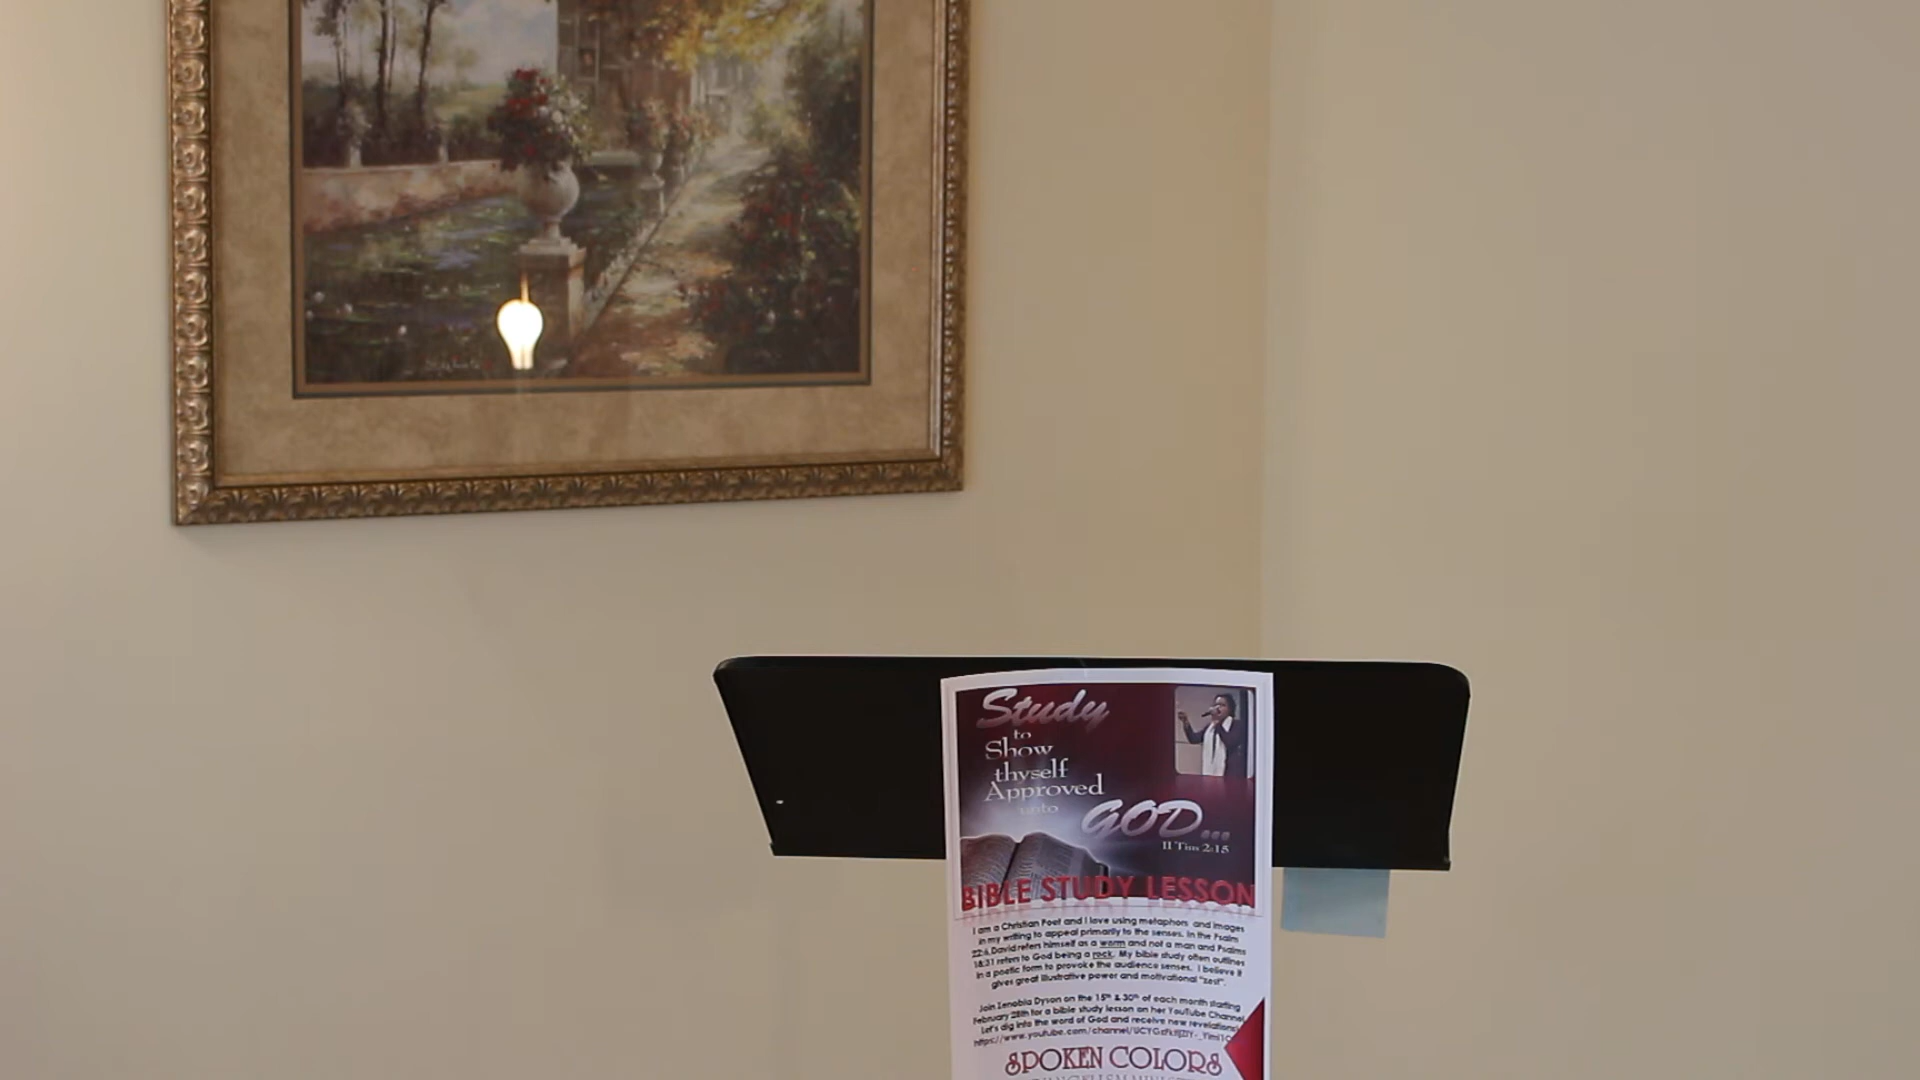 Study
to
Show
thyself
Approved
unto
GOD...
II Tim 2:15
BIBLE STUDY LESSON
I am a Christian Poet and I love using metaphors and images
in my writing to appeal primarily to the senses. In the Psalm
22:6 David refers himself as a worm and not a man and Psalms
18:31 refers to God being a rock. My bible study often outlines
in a poetic form to provoke the audience senses. I believe it
gives great illustrative power and motivational "zest".
Join Zenobia Dyson on the 15th & 30th of each month starting
February 28th for a bible study lesson on her YouTube Channel.
Let's dig into the word of God and receive new revelations!
https://www.youtube.com/channel/
SPOKEN COLORS